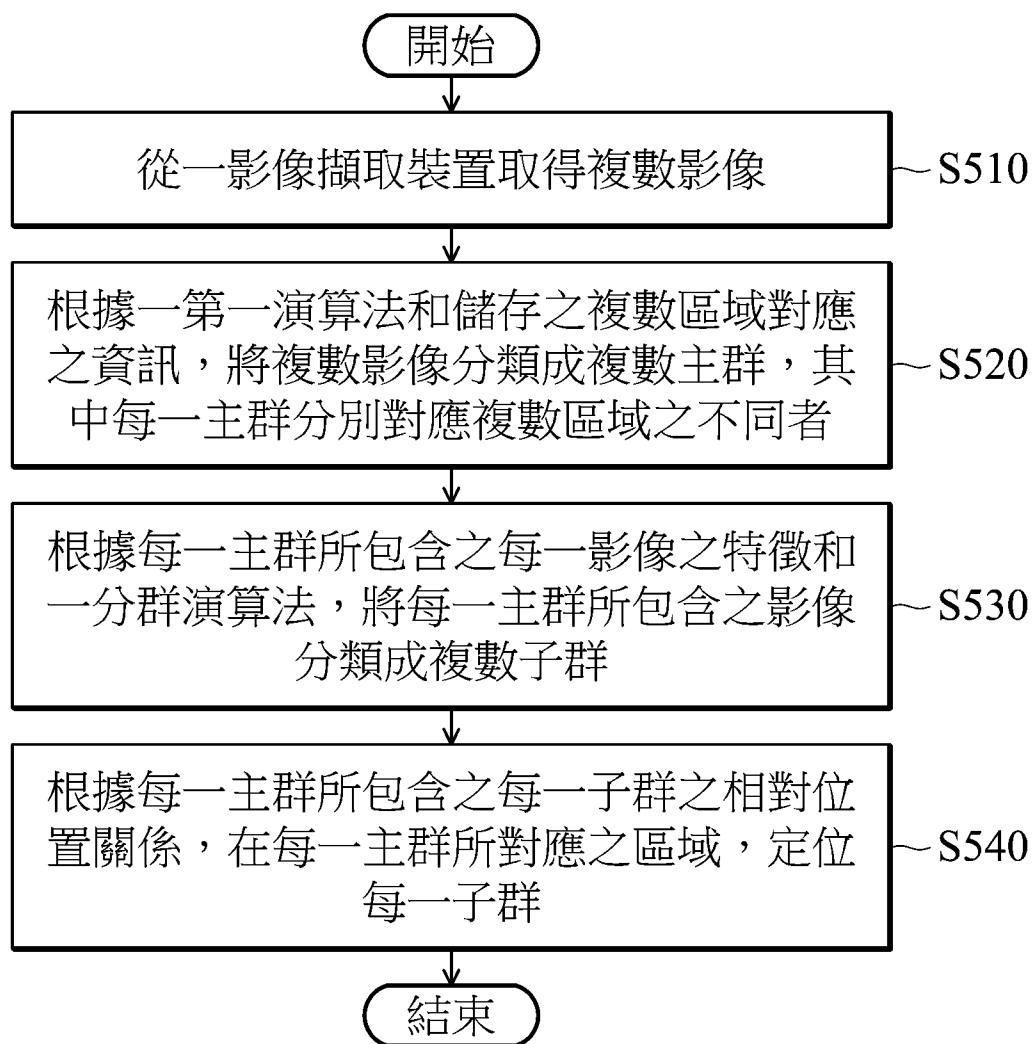 開始
從一影像擷取裝置取得複數影像
S510
根據一第一演算法和儲存之複數區域對應
之資訊，將複數影像分類成複數主群，其
中每一主群分別對應複數區域之不同者
S520
根據每一主群所包含之每一影像之特徵和
一分群演算法，將每一主群所包含之影像
分類成複數子群
S530
根據每一主群所包含之每一子群之相對位
置關係，在每一主群所對應之區域，定位
每一子群
S540
結束